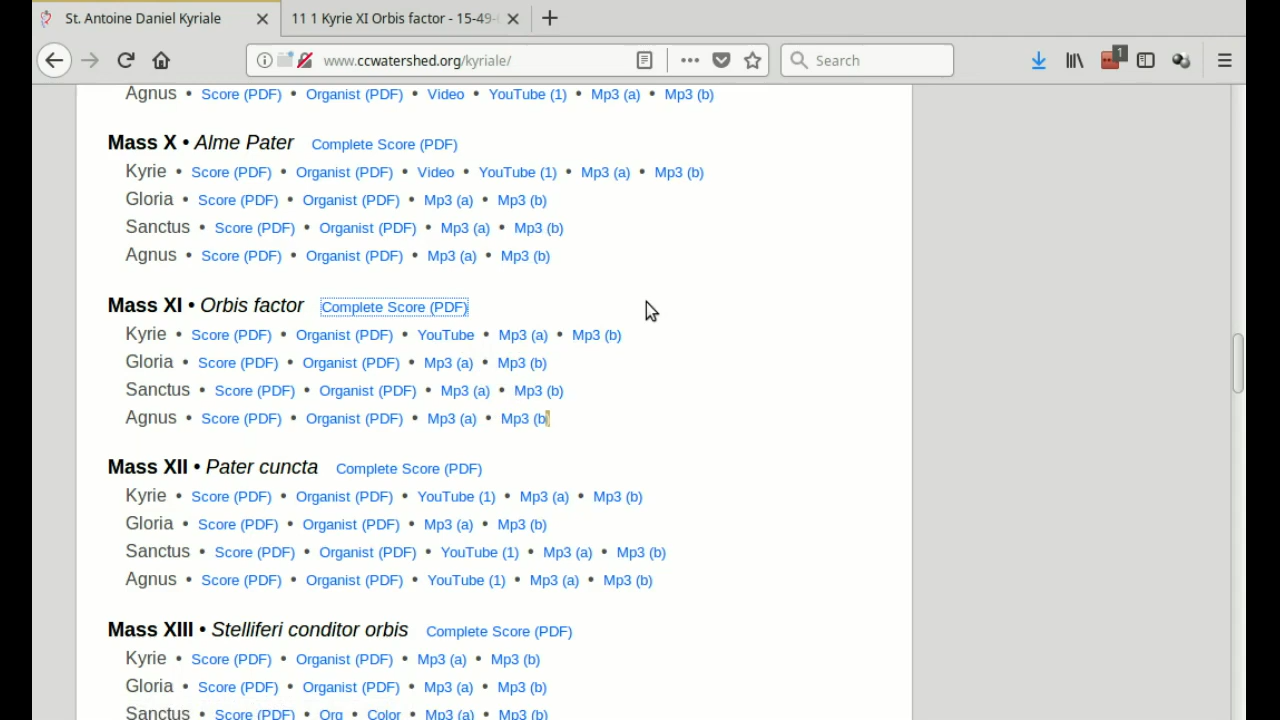 St. Antoine Daniel Kyriale
11 1 Kyrie XI Orbis factor - 15-49-
www.ccwatershed.org/kyriale/
Search
1
Agnus • Score (PDF) • Organist (PDF) • Video • YouTube (1) • Mp3 (a) • Mp3 (b)
Mass X • Alme Pater Complete Score (PDF)
Kyrie • Score (PDF) • Organist (PDF) • Video • YouTube (1) • Mp3 (a) • Mp3 (b)
Gloria • Score (PDF) • Organist (PDF) • Mp3 (a) • Mp3 (b)
Sanctus • Score (PDF) • Organist (PDF) • Mp3 (a) • Mp3 (b)
Agnus • Score (PDF) • Organist (PDF) • Mp3 (a) • Mp3 (b)
Mass XI • Orbis factor Complete Score (PDF)
Kyrie • Score (PDF) • Organist (PDF) • YouTube • Mp3 (a) • Mp3 (b)
Gloria • Score (PDF) • Organist (PDF) • Mp3 (a) • Mp3 (b)
Sanctus • Score (PDF) • Organist (PDF) • Mp3 (a) • Mp3 (b)
Agnus • Score (PDF) • Organist (PDF) • Mp3 (a) • Mp3 (b)
Mass XII • Pater cuncta Complete Score (PDF)
Kyrie • Score (PDF) • Organist (PDF) • YouTube (1) • Mp3 (a) • Mp3 (b)
Gloria • Score (PDF) • Organist (PDF) • Mp3 (a) • Mp3 (b)
Sanctus • Score (PDF) • Organist (PDF) • YouTube (1) • Mp3 (a) • Mp3 (b)
Agnus • Score (PDF) • Organist (PDF) • YouTube (1) • Mp3 (a) • Mp3 (b)
Mass XIII • Stelliferi conditor orbis Complete Score (PDF)
Kyrie • Score (PDF) • Organist (PDF) • Mp3 (a) • Mp3 (b)
Gloria • Score (PDF) • Organist (PDF) • Mp3 (a) • Mp3 (b)
Sanctus • Score (PDF) • Org • Color • Mp3 (a) • Mp3 (b)